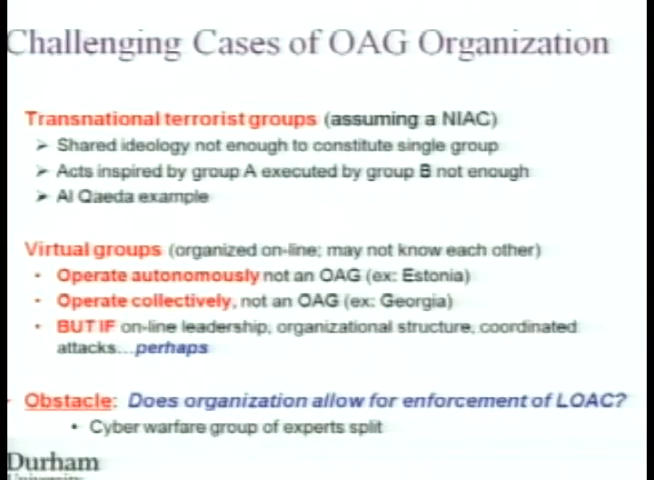 Challenging Cases of OAG Organization
Transnational terrorist groups (assuming a NIAC)
➢ Shared ideology not enough to constitute single group
➢ Acts inspired by group A executed by group B not enough
➢ Al Qaeda example
Virtual groups (organized on-line; may not know each other)
• Operate autonomously not an OAG (ex: Estonia)
• Operate collectively, not an OAG (ex: Georgia)
• BUT IF on-line leadership, organizational structure, coordinated
attacks...perhaps
- Obstacle: Does organization allow for enforcement of LOAC?
• Cyber warfare group of experts split
Durham
University